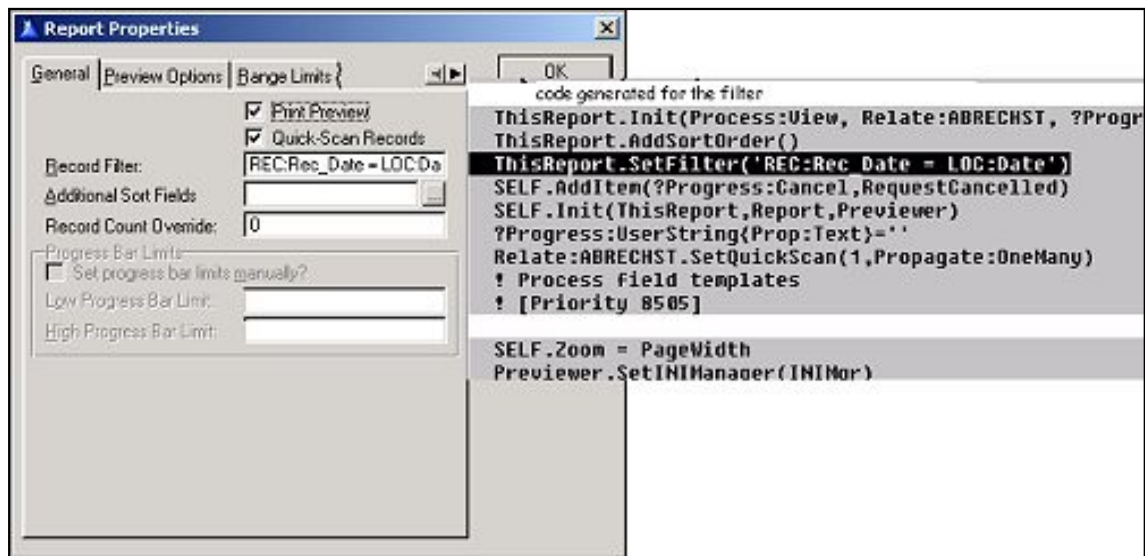 Report Properties
General Preview Options Range Limits
OK
Print Preview
Quick-Scan Records
Record Filter: REC:Rec_Date = LOC:Da
Additional Sort Fields ...
Record Count Override: 0
Progress Bar Limits
Set progress bar limits manually?
Low Progress Bar Limit:
High Progress Bar Limit:
code generated for the filter
ThisReport.Init(Process:View, Relate:ABRECHST, ?Progr
ThisReport.AddSortOrder()
ThisReport.SetFilter('REC:Rec_Date = LOC:Date')
SELF.AddItem(?Progress:Cancel,RequestCancelled)
SELF.Init(ThisReport,Report,Previewer)
?Progress:UserString{Prop:Text}=''
Relate:ABRECHST.SetQuickScan(1,Propagate:OneMany)
! Process field templates
! [Priority 8505]
SELF.Zoom = PageWidth
Previewer.SetINIManager(INIMgr)